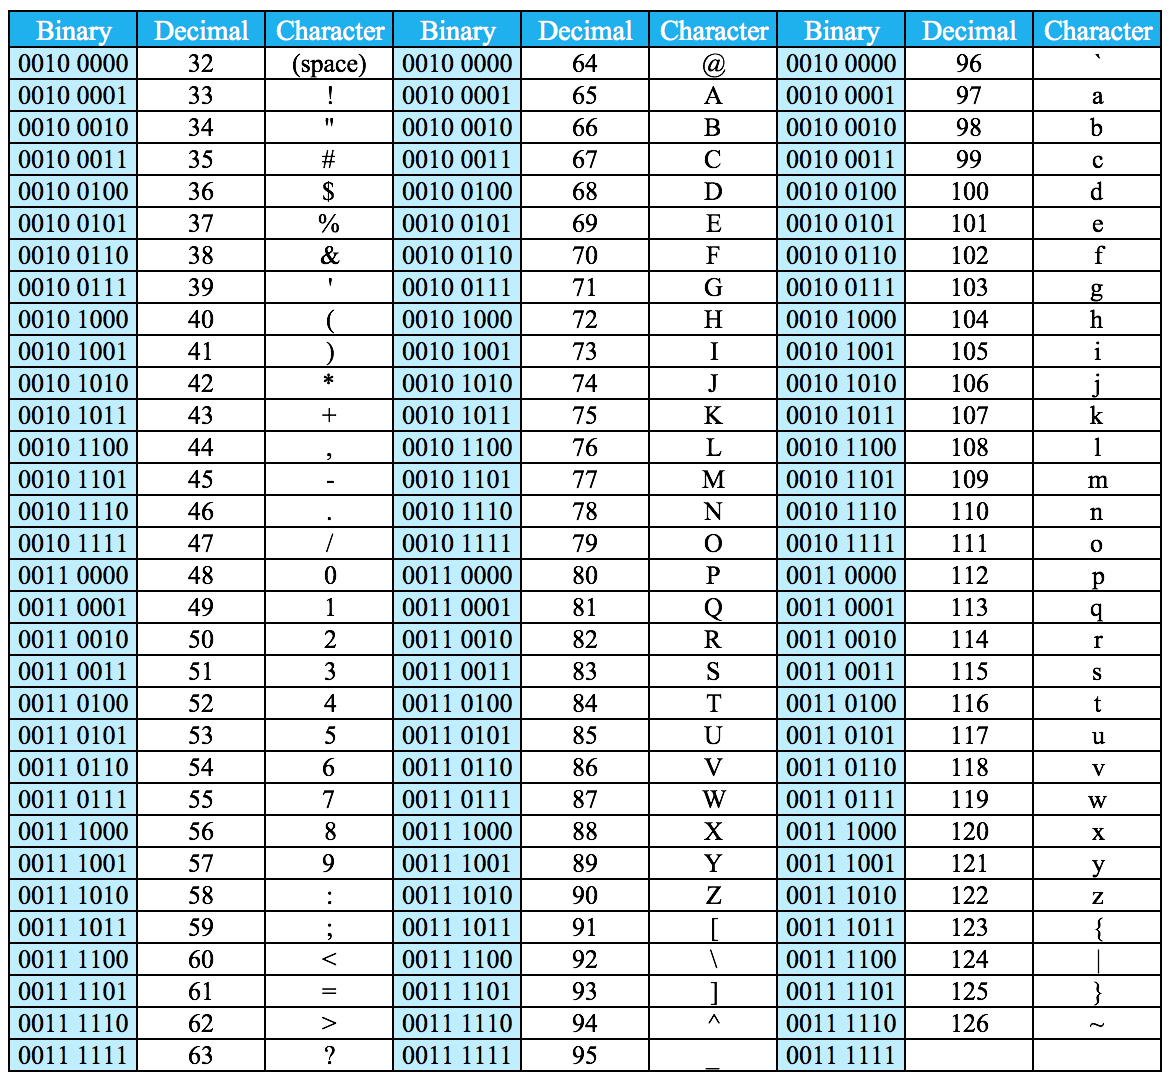 Binary Decimal Character Binary Decimal Character Binary Decimal Character
0010 0000 32 (space) 0010 0000 64 @ 0010 0000 96 `
0010 0001 33 ! 0010 0001 65 A 0010 0001 97 a
0010 0010 34 " 0010 0010 66 B 0010 0010 98 b
0010 0011 35 # 0010 0011 67 C 0010 0011 99 c
0010 0100 36 $ 0010 0100 68 D 0010 0100 100 d
0010 0101 37 % 0010 0101 69 E 0010 0101 101 e
0010 0110 38 & 0010 0110 70 F 0010 0110 102 f
0010 0111 39 ' 0010 0111 71 G 0010 0111 103 g
0010 1000 40 ( 0010 1000 72 H 0010 1000 104 h
0010 1001 41 ) 0010 1001 73 I 0010 1001 105 i
0010 1010 42 * 0010 1010 74 J 0010 1010 106 j
0010 1011 43 + 0010 1011 75 K 0010 1011 107 k
0010 1100 44 , 0010 1100 76 L 0010 1100 108 l
0010 1101 45 - 0010 1101 77 M 0010 1101 109 m
0010 1110 46 . 0010 1110 78 N 0010 1110 110 n
0010 1111 47 / 0010 1111 79 O 0010 1111 111 o
0011 0000 48 0 0011 0000 80 P 0011 0000 112 p
0011 0001 49 1 0011 0001 81 Q 0011 0001 113 q
0011 0010 50 2 0011 0010 82 R 0011 0010 114 r
0011 0011 51 3 0011 0011 83 S 0011 0011 115 s
0011 0100 52 4 0011 0100 84 T 0011 0100 116 t
0011 0101 53 5 0011 0101 85 U 0011 0101 117 u
0011 0110 54 6 0011 0110 86 V 0011 0110 118 v
0011 0111 55 7 0011 0111 87 W 0011 0111 119 w
0011 1000 56 8 0011 1000 88 X 0011 1000 120 x
0011 1001 57 9 0011 1001 89 Y 0011 1001 121 y
0011 1010 58 : 0011 1010 90 Z 0011 1010 122 z
0011 1011 59 ; 0011 1011 91 [ 0011 1011 123 {
0011 1100 60 < 0011 1100 92 \ 0011 1100 124 |
0011 1101 61 = 0011 1101 93 ] 0011 1101 125 }
0011 1110 62 > 0011 1110 94 ^ 0011 1110 126 ~
0011 1111 63 ? 0011 1111 95 _ 0011 1111